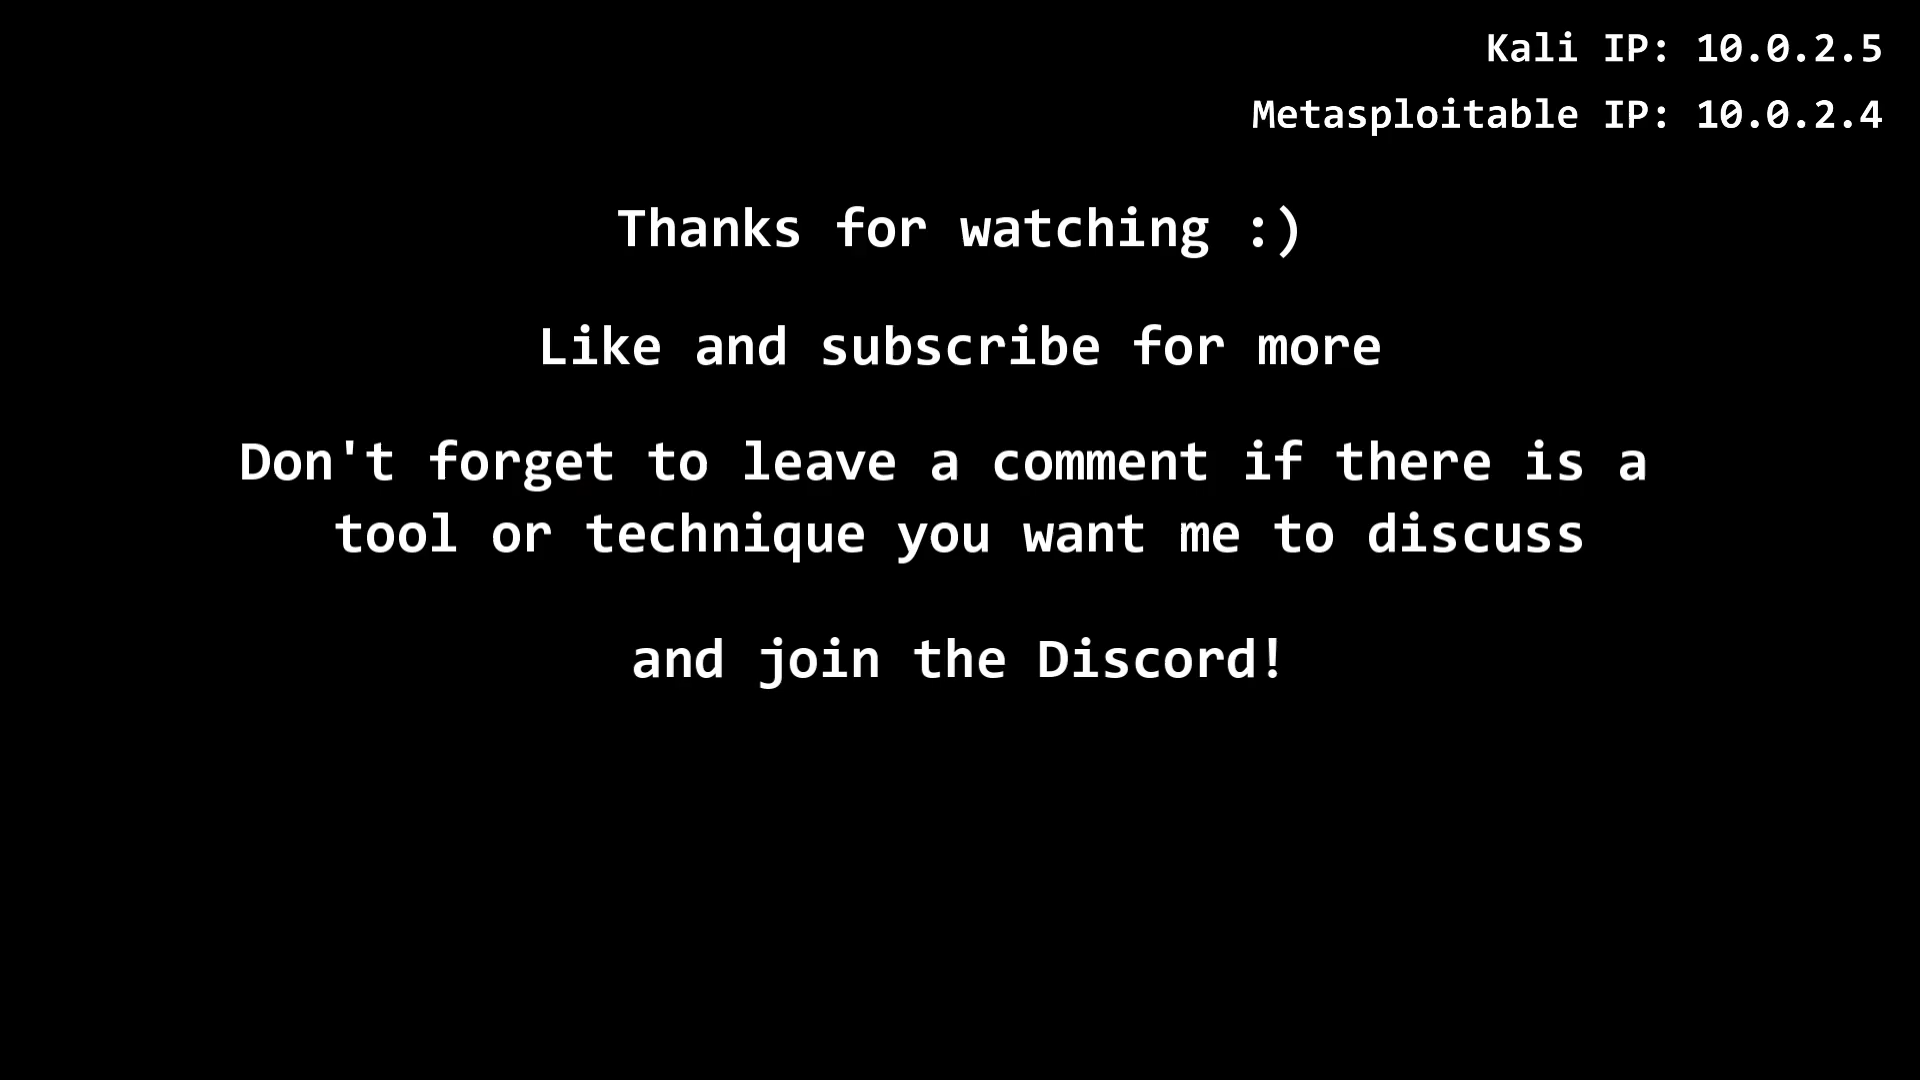 Kali IP: 10.0.2.5
Metasploitable IP: 10.0.2.4
Thanks for watching :)
Like and subscribe for more
Don't forget to leave a comment if there is a
tool or technique you want me to discuss
and join the Discord!